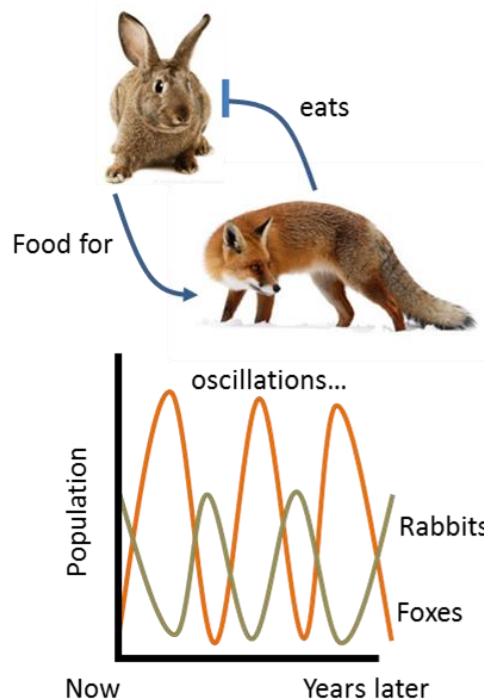 eats
Food for
oscillations...
Population
Rabbits
Foxes
Now
Years later